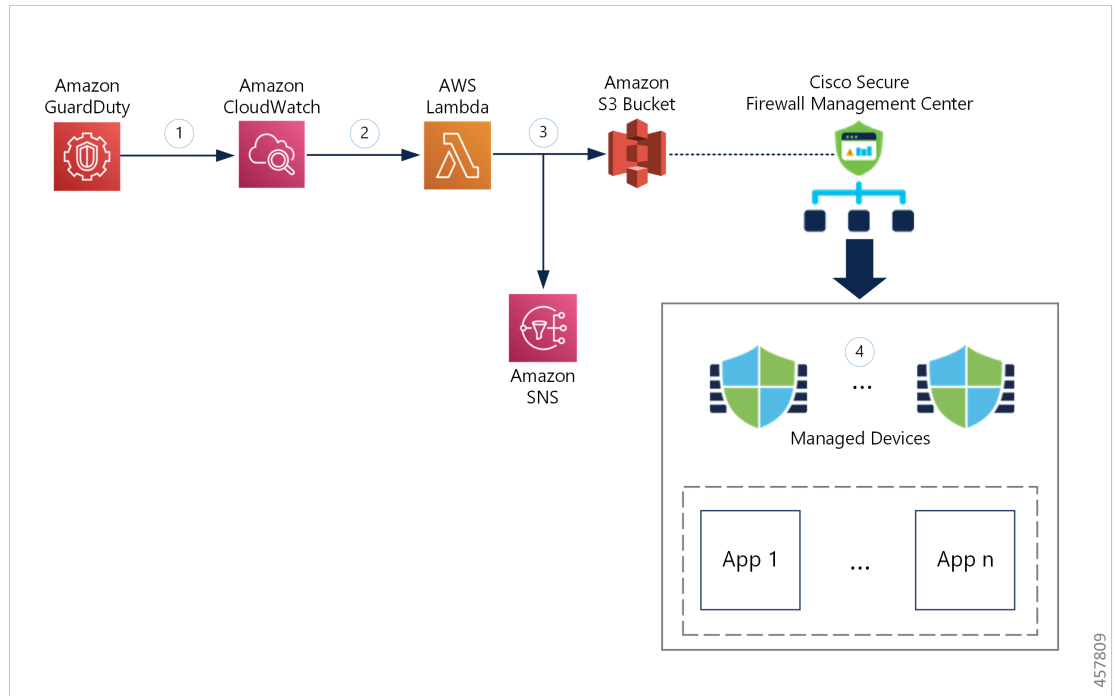 Amazon
GuardDuty
Amazon
CloudWatch
AWS
Lambda
Amazon
S3 Bucket
Cisco Secure
Firewall Management Center
1
2
3
Amazon
SNS
4
...
Managed Devices
App 1
...
App n
457809